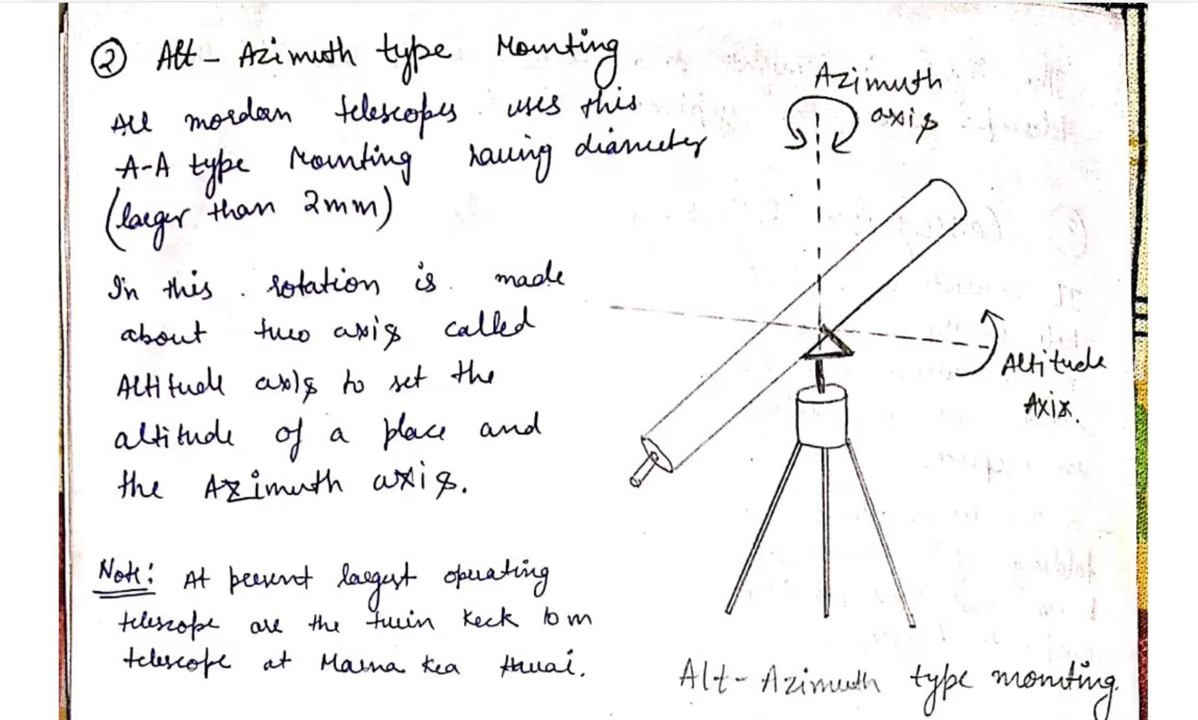 ② Alt-Azimuth type Mounting
All mordern telescopes uses this
A-A type Mounting having diameter
(larger than 2mm)
In this rotation is made
about two axis called
Altitude axis to set the
altitude of a place and
the Azimuth axis.
Note: At present largest operating
telescope are the twin Keck 10m
telescope at Mauna Kea Hawai.
Azimuth
axis
Altitude
Axis.
Alt-Azimuth type mounting.